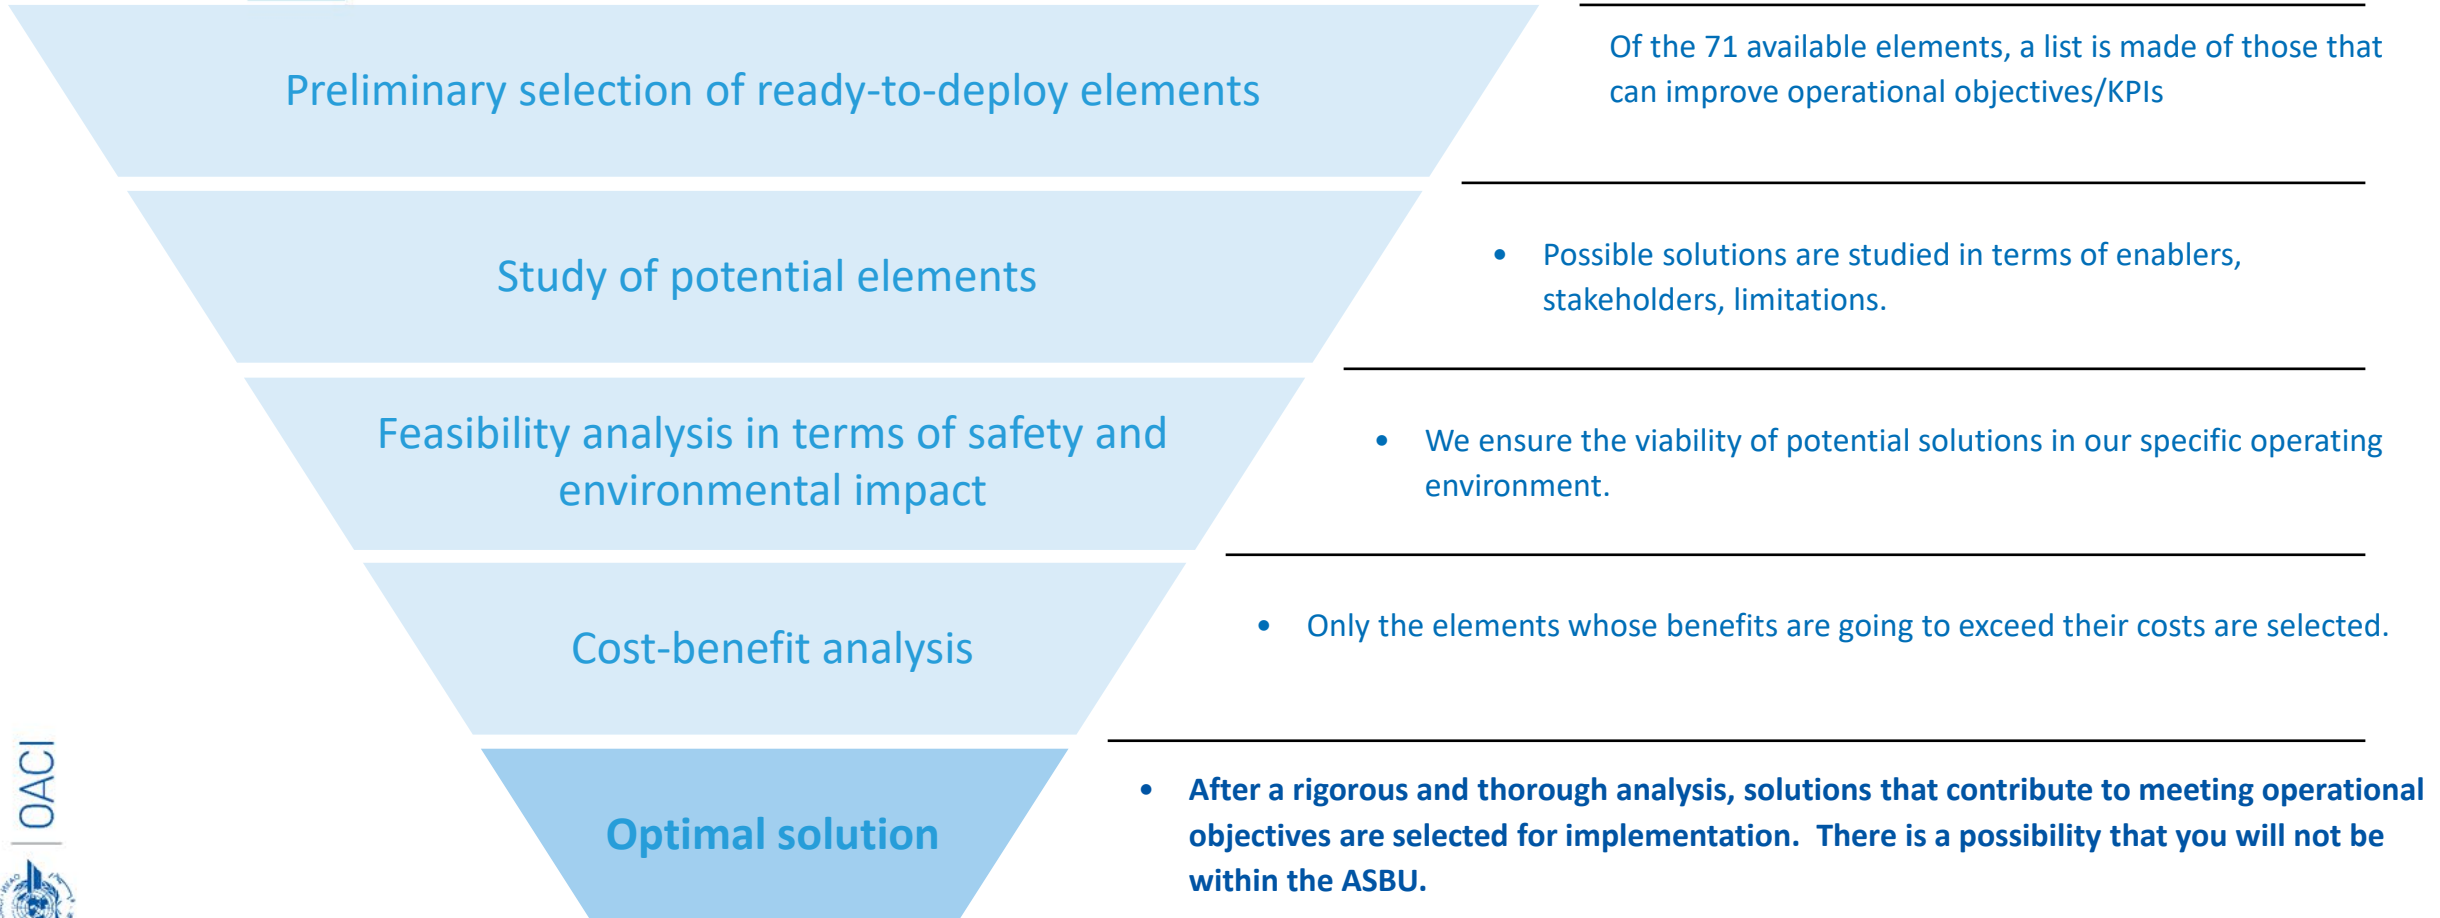 Preliminary selection of ready-to-deploy elements
Of the 71 available elements, a list is made of those that
can improve operational objectives/KPIs
Study of potential elements
• Possible solutions are studied in terms of enablers,
stakeholders, limitations.
Feasibility analysis in terms of safety and
environmental impact
• We ensure the viability of potential solutions in our specific operating
environment.
Cost-benefit analysis
• Only the elements whose benefits are going to exceed their costs are selected.
Optimal solution
• After a rigorous and thorough analysis, solutions that contribute to meeting operational
objectives are selected for implementation.  There is a possibility that you will not be
within the ASBU.
OACI